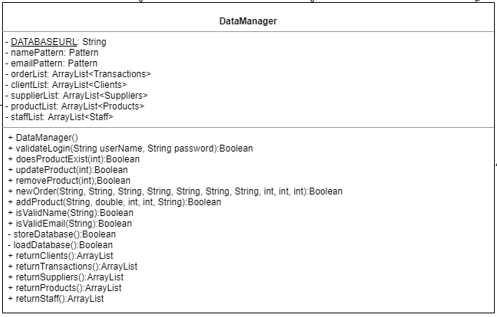 DataManager
- DATABASEURL: String
- namePattern: Pattern
- emailPattern: Pattern
- orderList: ArrayList<Transactions>
- clientList: ArrayList<Clients>
- supplierList: ArrayList<Suppliers>
- productList: ArrayList<Products>
- staffList: ArrayList<Staff>
+ DataManager()
+ validateLogin(String userName, String password):Boolean
+ doesProductExist(int):Boolean
+ updateProduct(int):Boolean
+ removeProduct(int);Boolean
+ newOrder(String, String, String, String, String, String, String, int, int, int):Boolean
+ addProduct(String, double, int, int, String):Boolean
+ isValidName(String):Boolean
+ isValidEmail(String):Boolean
- storeDatabase():Boolean
- loadDatabase():Boolean
+ returnClients():ArrayList
+ returnTransactions():ArrayList
+ returnSuppliers():ArrayList
+ returnProducts():ArrayList
+ returnStaff():ArrayList